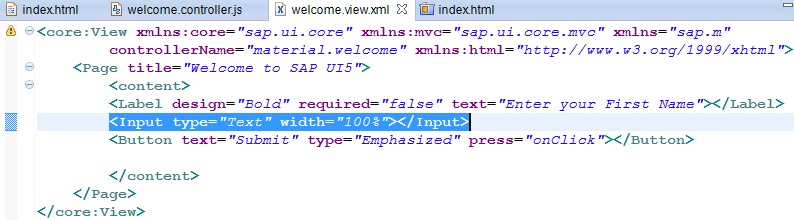 index.html welcome.controller.js welcome.view.xml index.html
<core:View xmlns:core="sap.ui.core" xmlns:mvc="sap.ui.core.mvc" xmlns="sap.m"
controllerName="material.welcome" xmlns:html="http://www.w3.org/1999/xhtml">
<Page title="Welcome to SAP UI5">
<content>
<Label design="Bold" required="false" text="Enter your First Name"></Label>
<Input type="Text" width="100%"></Input>
<Button text="Submit" type="Emphasized" press="onClick"></Button>
</content>
</Page>
</core:View>